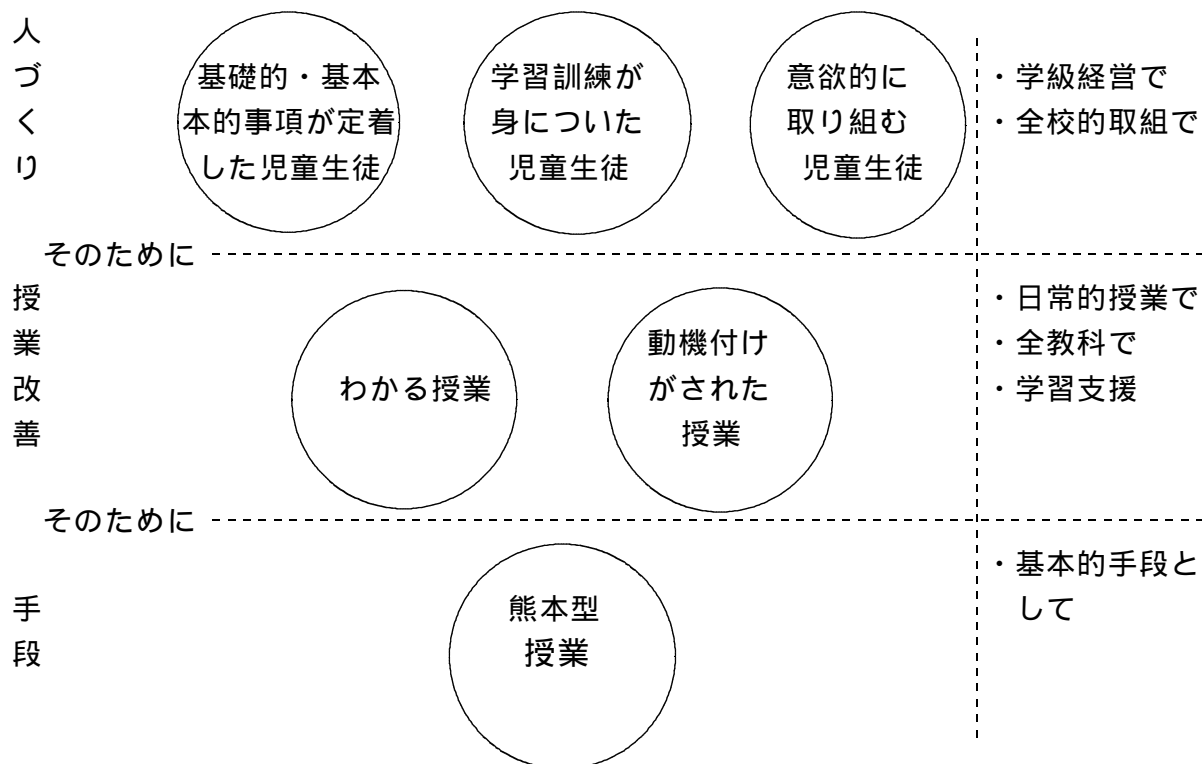 人づくり
基礎的・基本
本的事項が定着
した児童生徒
学習訓練が
身についた
児童生徒
意欲的に
取り組む
児童生徒
・学級経営で
・全校的取組で
そのために
授業改善
わかる授業
動機付け
がされた
授業
・日常的授業で
・全教科で
・学習支援
そのために
手段
熊本型
授業
・基本的手段と
して